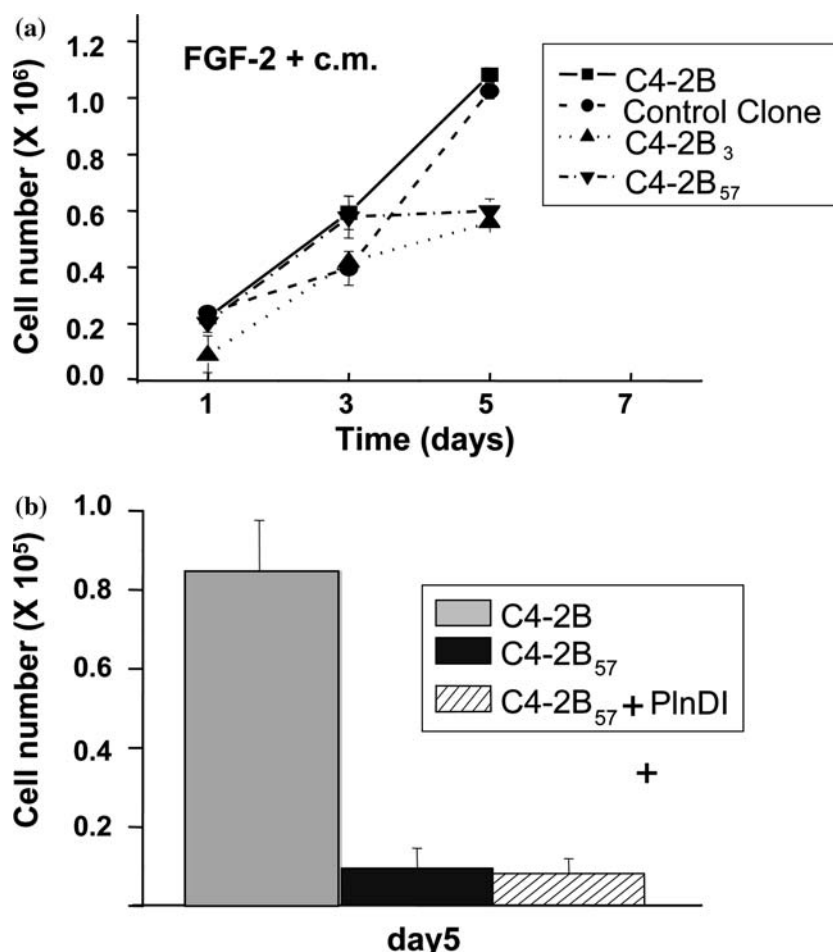 (a)
FGF-2 + c.m.
Cell number (X 10⁶)
1.2
1.0
0.8
0.6
0.4
0.2
0.0
1 3 5 7
Time (days)
C4-2B
Control Clone
C4-2B₃
C4-2B₅₇
(b)
Cell number (X 10⁵)
1.0
0.8
0.6
0.4
0.2
day5
C4-2B
C4-2B₅₇
C4-2B₅₇ + PlnDI
+